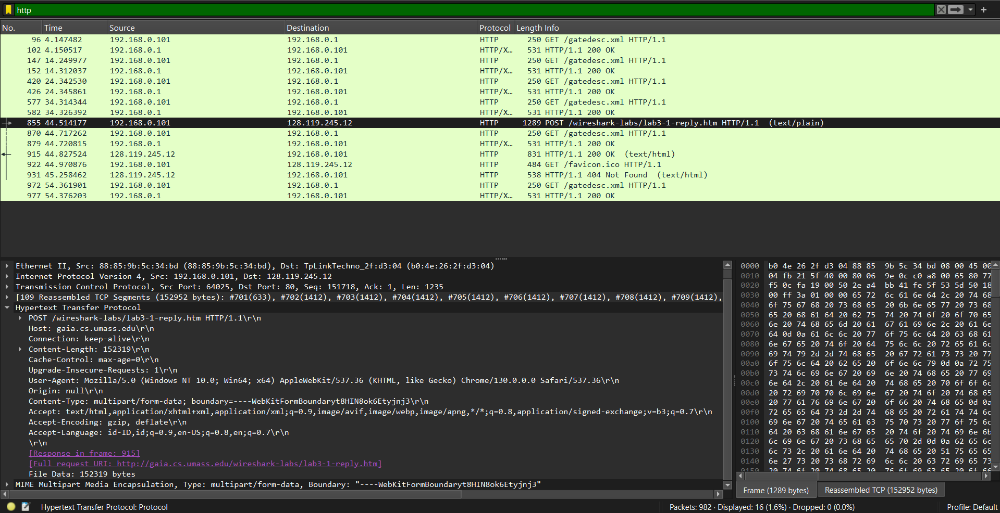 http
No. Time Source Destination Protocol Length Info
96 4.147482 192.168.0.101 192.168.0.1 HTTP 250 GET /gatedesc.xml HTTP/1.1
102 4.150517 192.168.0.1 192.168.0.101 HTTP/X… 531 HTTP/1.1 200 OK
147 14.249977 192.168.0.101 192.168.0.1 HTTP 250 GET /gatedesc.xml HTTP/1.1
152 14.312037 192.168.0.1 192.168.0.101 HTTP/X… 531 HTTP/1.1 200 OK
420 24.342530 192.168.0.101 192.168.0.1 HTTP 250 GET /gatedesc.xml HTTP/1.1
426 24.345861 192.168.0.1 192.168.0.101 HTTP/X… 531 HTTP/1.1 200 OK
577 34.314344 192.168.0.101 192.168.0.1 HTTP 250 GET /gatedesc.xml HTTP/1.1
582 34.326392 192.168.0.1 192.168.0.101 HTTP/X… 531 HTTP/1.1 200 OK
855 44.514177 192.168.0.101 128.119.245.12 HTTP 1289 POST /wireshark-labs/lab3-1-reply.htm HTTP/1.1 (text/plain)
870 44.717262 192.168.0.101 192.168.0.1 HTTP 250 GET /gatedesc.xml HTTP/1.1
879 44.720815 192.168.0.1 192.168.0.101 HTTP/X… 531 HTTP/1.1 200 OK
915 44.827524 128.119.245.12 192.168.0.101 HTTP 831 HTTP/1.1 200 OK (text/html)
922 44.970876 192.168.0.101 128.119.245.12 HTTP 484 GET /favicon.ico HTTP/1.1
931 45.258462 128.119.245.12 192.168.0.101 HTTP 538 HTTP/1.1 404 Not Found (text/html)
972 54.361901 192.168.0.101 192.168.0.1 HTTP 250 GET /gatedesc.xml HTTP/1.1
977 54.376203 192.168.0.1 192.168.0.101 HTTP/X… 531 HTTP/1.1 200 OK
Ethernet II, Src: 88:85:9b:5c:34:bd (88:85:9b:5c:34:bd), Dst: TpLinkTechno_2f:d3:04 (b0:4e:26:2f:d3:04)
Internet Protocol Version 4, Src: 192.168.0.101, Dst: 128.119.245.12
Transmission Control Protocol, Src Port: 64025, Dst Port: 80, Seq: 151718, Ack: 1, Len: 1235
[109 Reassembled TCP Segments (152952 bytes): #701(633), #702(1412), #703(1412), #704(1412), #705(1412), #706(1412), #707(1412), #708(1412), #709(1412),
Hypertext Transfer Protocol
POST /wireshark-labs/lab3-1-reply.htm HTTP/1.1\r\n
Host: gaia.cs.umass.edu\r\n
Connection: keep-alive\r\n
Content-Length: 152319\r\n
Cache-Control: max-age=0\r\n
Upgrade-Insecure-Requests: 1\r\n
User-Agent: Mozilla/5.0 (Windows NT 10.0; Win64; x64) AppleWebKit/537.36 (KHTML, like Gecko) Chrome/130.0.0.0 Safari/537.36\r\n
Origin: null\r\n
Content-Type: multipart/form-data; boundary=----WebKitFormBoundaryt8HIN8ok6Etyjnj3\r\n
Accept: text/html,application/xhtml+xml,application/xml;q=0.9,image/avif,image/webp,image/apng,*/*;q=0.8,application/signed-exchange;v=b3;q=0.7\r\n
Accept-Encoding: gzip, deflate\r\n
Accept-Language: id-ID,id;q=0.9,en-US;q=0.8,en;q=0.7\r\n
\r\n
[Response in frame: 915]
[Full request URI: http://gaia.cs.umass.edu/wireshark-labs/lab3-1-reply.htm]
File Data: 152319 bytes
MIME Multipart Media Encapsulation, Type: multipart/form-data, Boundary: "----WebKitFormBoundaryt8HIN8ok6Etyjnj3"
0000 b0 4e 26 2f d3 04 88 85 9b 5c 34 bd 08 00 45 00
0010 04 fb 21 5f 40 00 80 06 9e 0c c0 a8 00 65 80 77
0020 f5 0c fa 19 00 50 2e a4 bb 41 fe 5f 53 5d 50 18
0030 00 ff 3a 01 00 00 65 72 6c 61 6e 64 2c 20 74 68
0040 6f 75 67 68 20 73 68 65 20 6b 6e 65 77 20 73 68
0050 65 20 68 61 64 20 62 75 74 20 74 6f 20 6f 70 65
0060 6e 20 74 68 65 6d 20 61 67 61 69 6e 2c 20 61 6e
0070 64 0d 0a 61 6c 6c 20 77 6f 75 6c 64 20 63 68 61
0080 6e 67 65 20 74 6f 20 64 75 6c 6c 20 72 65 61 6c
0090 69 74 79 2d 2d 74 68 65 20 67 72 61 73 73 20 77
00a0 6f 75 6c 64 20 62 65 20 6f 6e 6c 79 0d 0a 72 75
00b0 73 74 6c 69 6e 67 20 69 6e 20 74 68 65 20 77 69
00c0 6e 64 2c 20 61 6e 64 20 74 68 65 20 70 6f 6f 6c
00d0 20 72 69 70 70 6c 69 6e 67 20 74 6f 20 74 68 65
00e0 20 77 61 76 69 6e 67 20 6f 66 20 74 68 65 0d 0a
00f0 72 65 65 64 73 2d 2d 74 68 65 20 72 61 74 74 6c
0100 69 6e 67 20 74 65 61 63 75 70 73 20 77 6f 75 6c
0110 64 20 63 68 61 6e 67 65 20 74 6f 20 74 69 6e 6b
0120 6c 69 6e 67 20 73 68 65 65 70 2d 0d 0a 62 65 6c
0130 6c 73 2c 20 61 6e 64 20 74 68 65 20 51 75 65 65
0140 6e 27 73 20 73 68 72 69 6c 6c 20 63 72 69 65 73
0150 20 74 6f 20 74 68 65 20 76 6f 69 63 65 20 6f 66
Frame (1289 bytes) Reassembled TCP (152952 bytes)
Hypertext Transfer Protocol: Protocol Packets: 982 · Displayed: 16 (1.6%) · Dropped: 0 (0.0%) Profile: Default